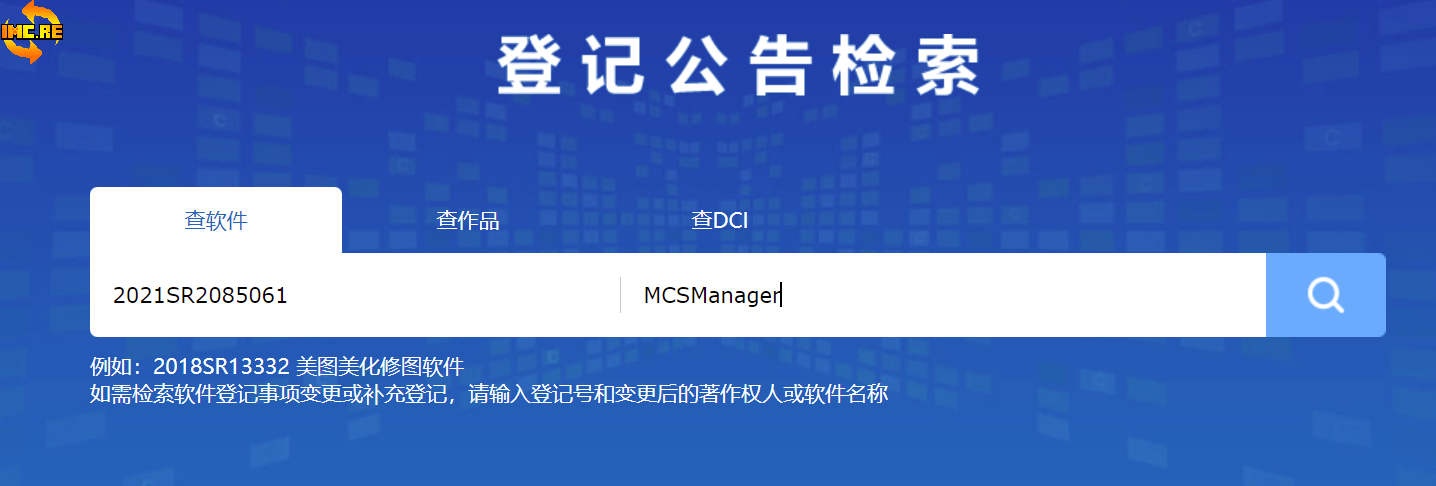 IMC.RE
登记公告检索
查软件
查作品
查DCI
2021SR2085061
MCSManager
例如：2018SR13332 美图美化修图软件
如需检索软件登记事项变更或补充登记，请输入登记号和变更后的著作权人或软件名称